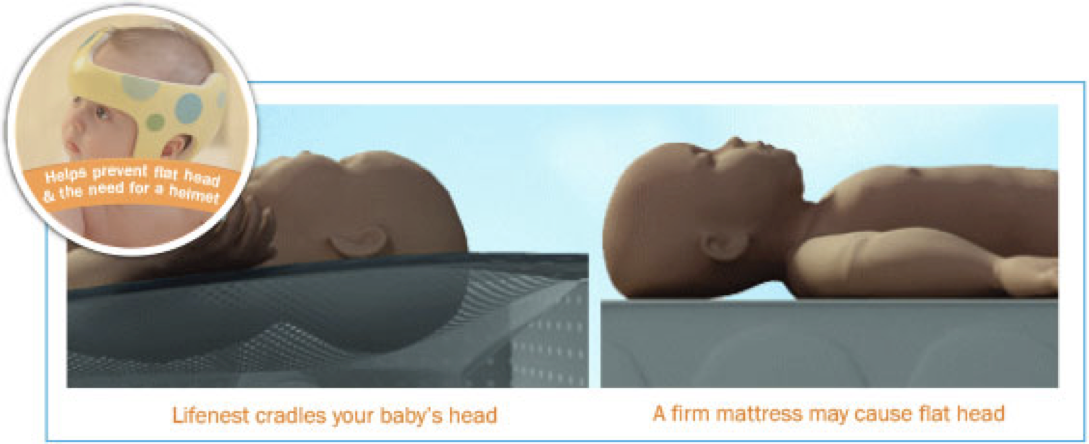 Helps prevent flat head
& the need for a helmet
Lifenest cradles your baby's head
A firm mattress may cause flat head